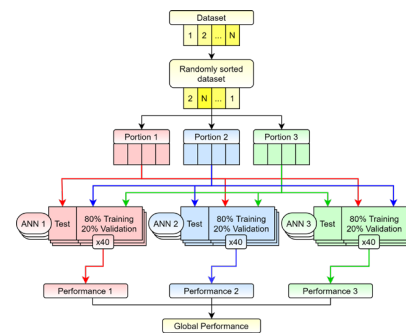 Dataset
1 2 ... N
Randomly sorted
dataset
2 N ... 1
Portion 1 Portion 2 Portion 3
ANN 1 Test 80% Training
20% Validation
x40
ANN 2 Test 80% Training
20% Validation
x40
ANN 3 Test 80% Training
20% Validation
x40
Performance 1 Performance 2 Performance 3
Global Performance